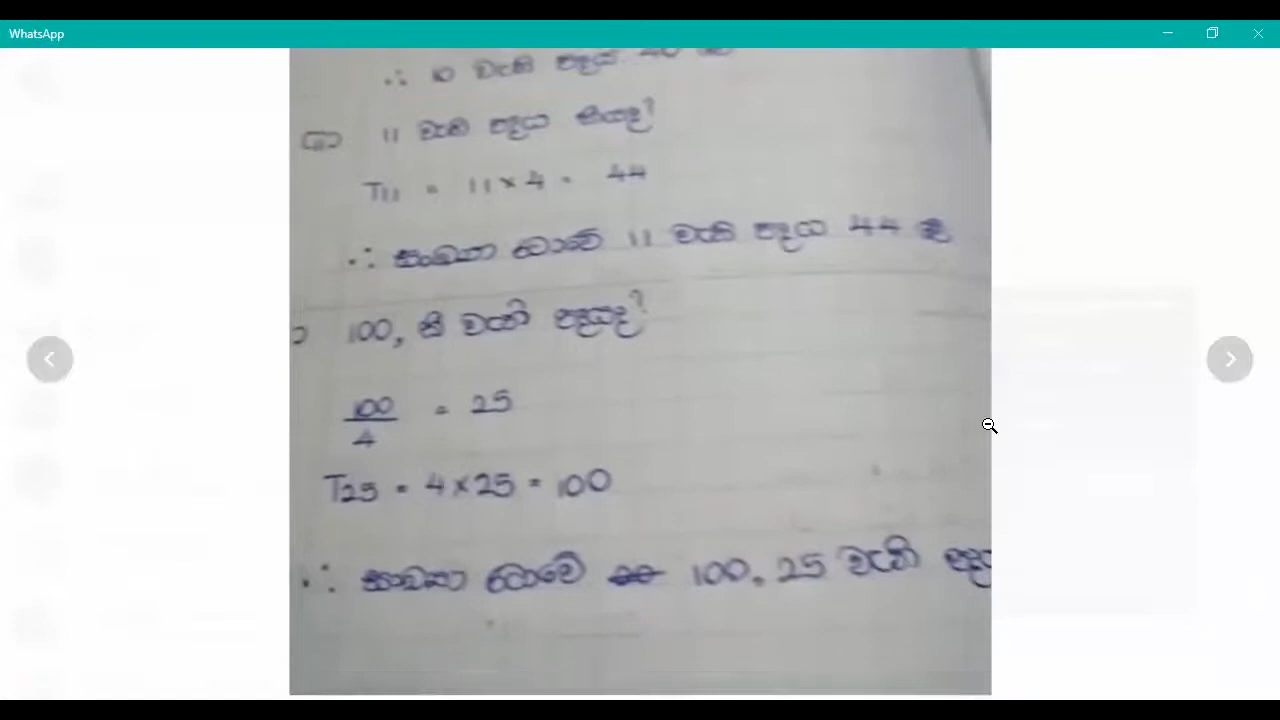 WhatsApp
∴ 10 වැනි පදය 40 වේ
11 වැනි පදය කීයද?
T11 = 11 × 4 = 44
∴ සංඛ්‍යා රටාවේ 11 වැනි පදය 44 වේ
100, කී වැනි පදයද?
100/4 = 25
T25 = 4 × 25 = 100
∴ සංඛ්‍යා රටාවේ 100, 25 වැනි